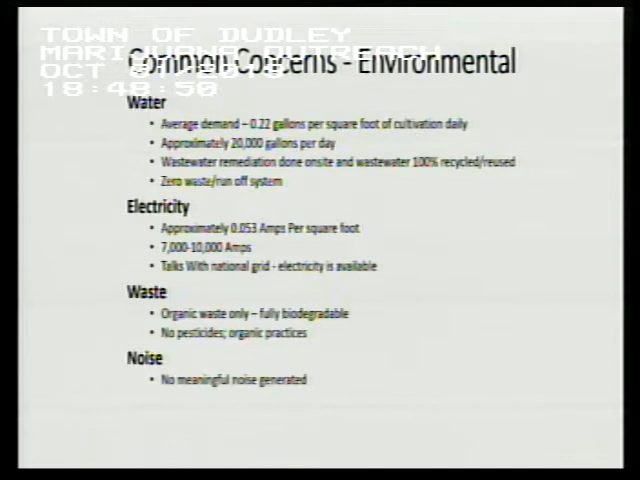 TOWN OF DUDLEY
MARIJUANA OUTREACH
Common Concerns - Environmental
OCT
18:48:50
Water
• Average demand – 0.22 gallons per square foot of cultivation daily
• Approximately 20,000 gallons per day
• Wastewater remediation done onsite and wastewater 100% recycled/reused
• Zero waste/run off system
Electricity
• Approximately 0.053 Amps Per square foot
• 7,000-10,000 Amps
• Talks With national grid - electricity is available
Waste
• Organic waste only – fully biodegradable
• No pesticides; organic practices
Noise
• No meaningful noise generated